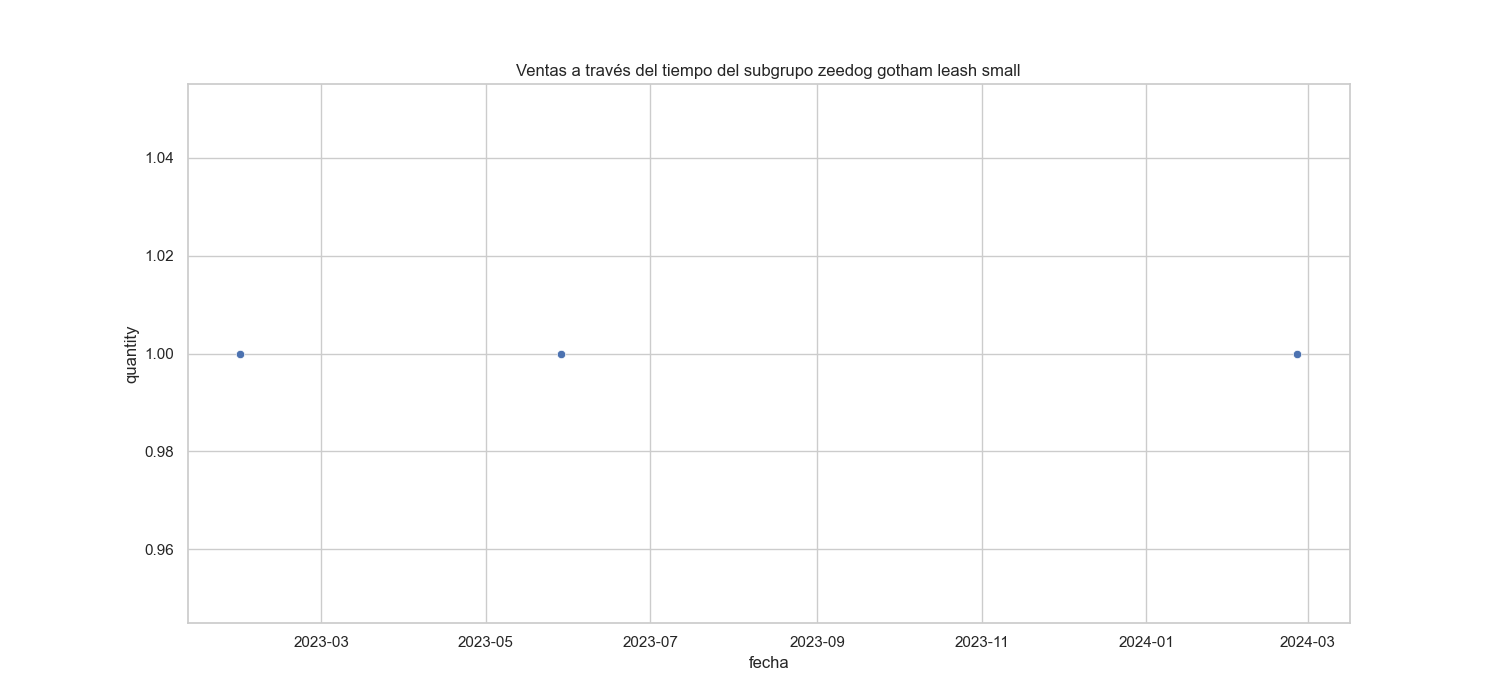 Ventas a través del tiempo del subgrupo zeedog gotham leash small
1.04
1.02
1.00
0.98
0.96
quantity
2023-03 2023-05 2023-07 2023-09 2023-11 2024-01 2024-03
fecha